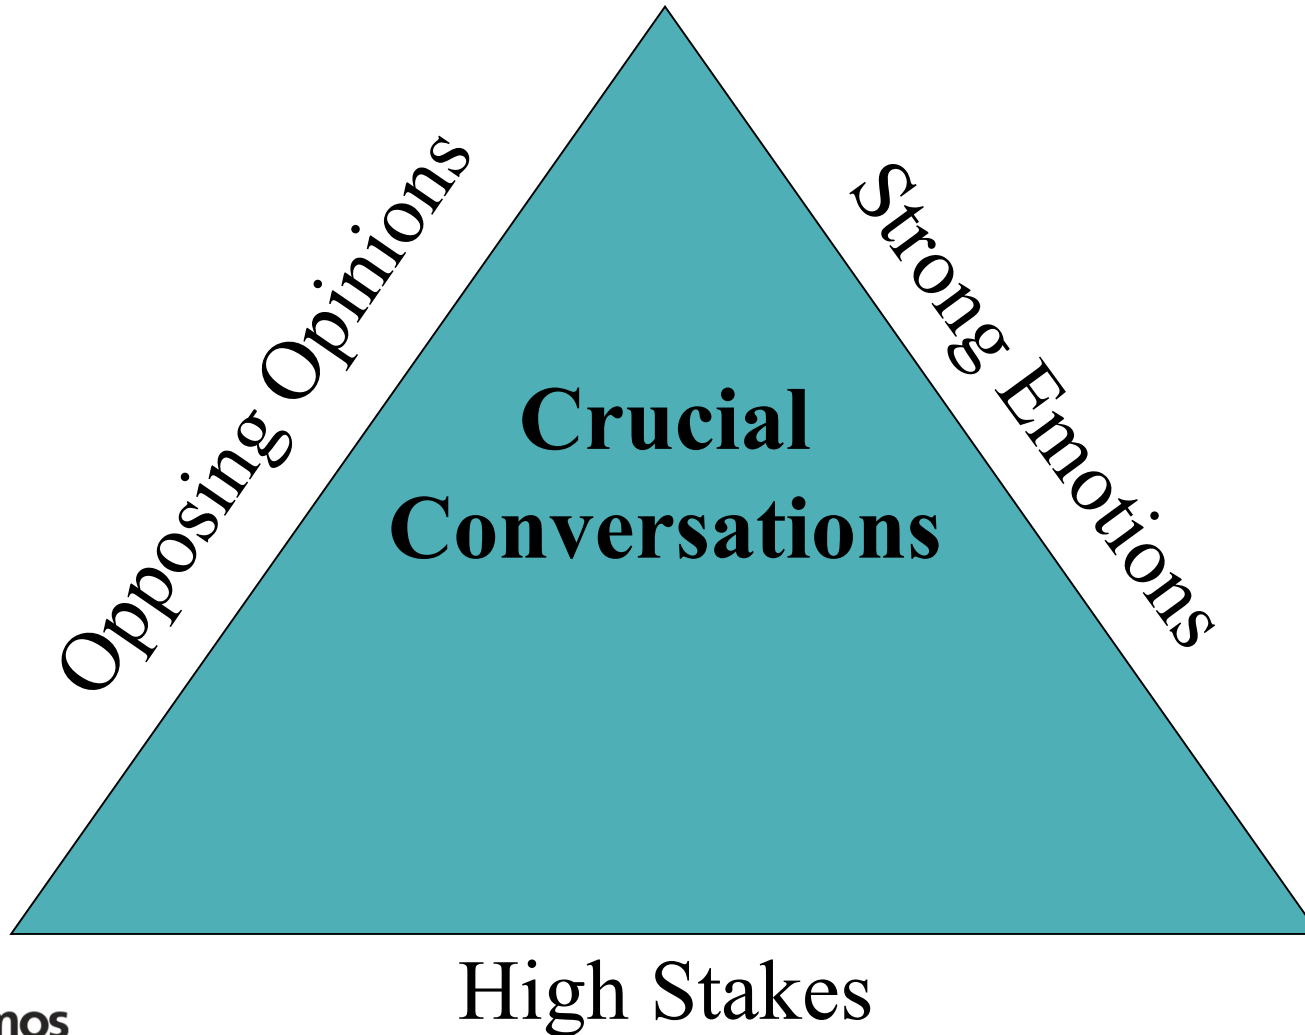 Opposing Opinions
Strong Emotions
Crucial
Conversations
High Stakes